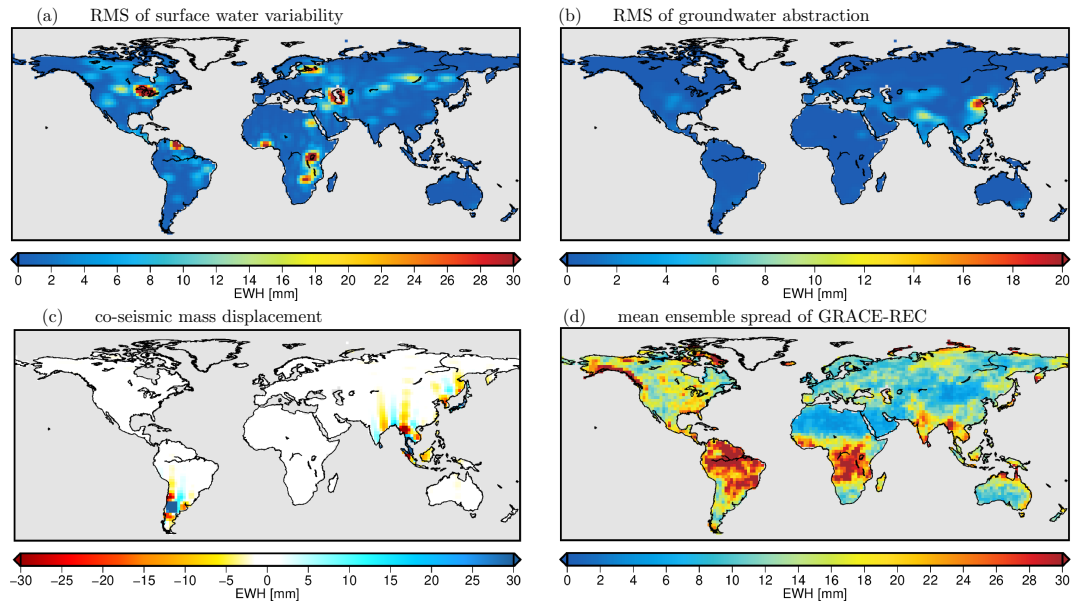 (a) RMS of surface water variability
(b) RMS of groundwater abstraction
0 2 4 6 8 10 12 14 16 18 20 22 24 26 28 30
EWH [mm]
0 2 4 6 8 10 12 14 16 18 20
EWH [mm]
(c) co-seismic mass displacement
(d) mean ensemble spread of GRACE-REC
−30 −25 −20 −15 −10 −5 0 5 10 15 20 25 30
EWH [mm]
0 2 4 6 8 10 12 14 16 18 20 22 24 26 28 30
EWH [mm]